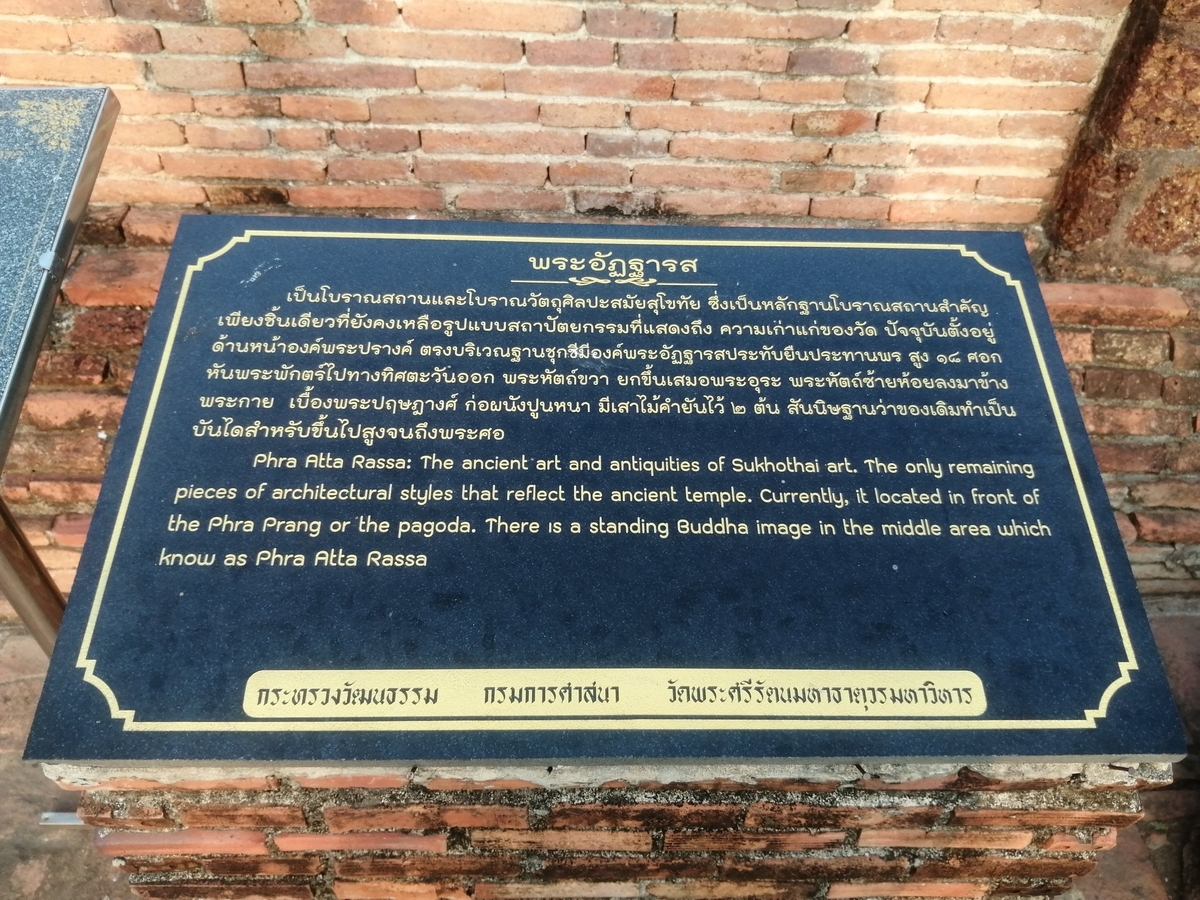 พระอัฏฐารส
เป็นโบราณสถานและโบราณวัตถุศิลปะสมัยสุโขทัย ซึ่งเป็นหลักฐานโบราณสถานสำคัญ
เพียงชิ้นเดียวที่ยังคงเหลือรูปแบบสถาปัตยกรรมที่แสดงถึง ความเก่าแก่ของวัด ปัจจุบันตั้งอยู่
ด้านหน้าองค์พระปรางค์ ตรงบริเวณฐานชุกชีมีองค์พระอัฏฐารสประทับยืนประทานพร สูง ๑๘ ศอก
หันพระพักตร์ไปทางทิศตะวันออก พระหัตถ์ขวา ยกขึ้นเสมอพระอุระ พระหัตถ์ซ้ายห้อยลงมาข้าง
พระกาย เบื้องพระปฤษฎางค์ ก่อผนังปูนหนา มีเสาไม้ค้ำยันไว้ ๒ ต้น สันนิษฐานว่าของเดิมทำเป็น
บันไดสำหรับขึ้นไปสูงจนถึงพระศอ
Phra Atta Rassa: The ancient art and antiquities of Sukhothai art. The only remaining
pieces of architectural styles that reflect the ancient temple. Currently, it located in front of
the Phra Prang or the pagoda. There is a standing Buddha image in the middle area which
know as Phra Atta Rassa
กระทรวงวัฒนธรรม กรมการศาสนา วัดพระศรีรัตนมหาธาตุวรมหาวิหาร